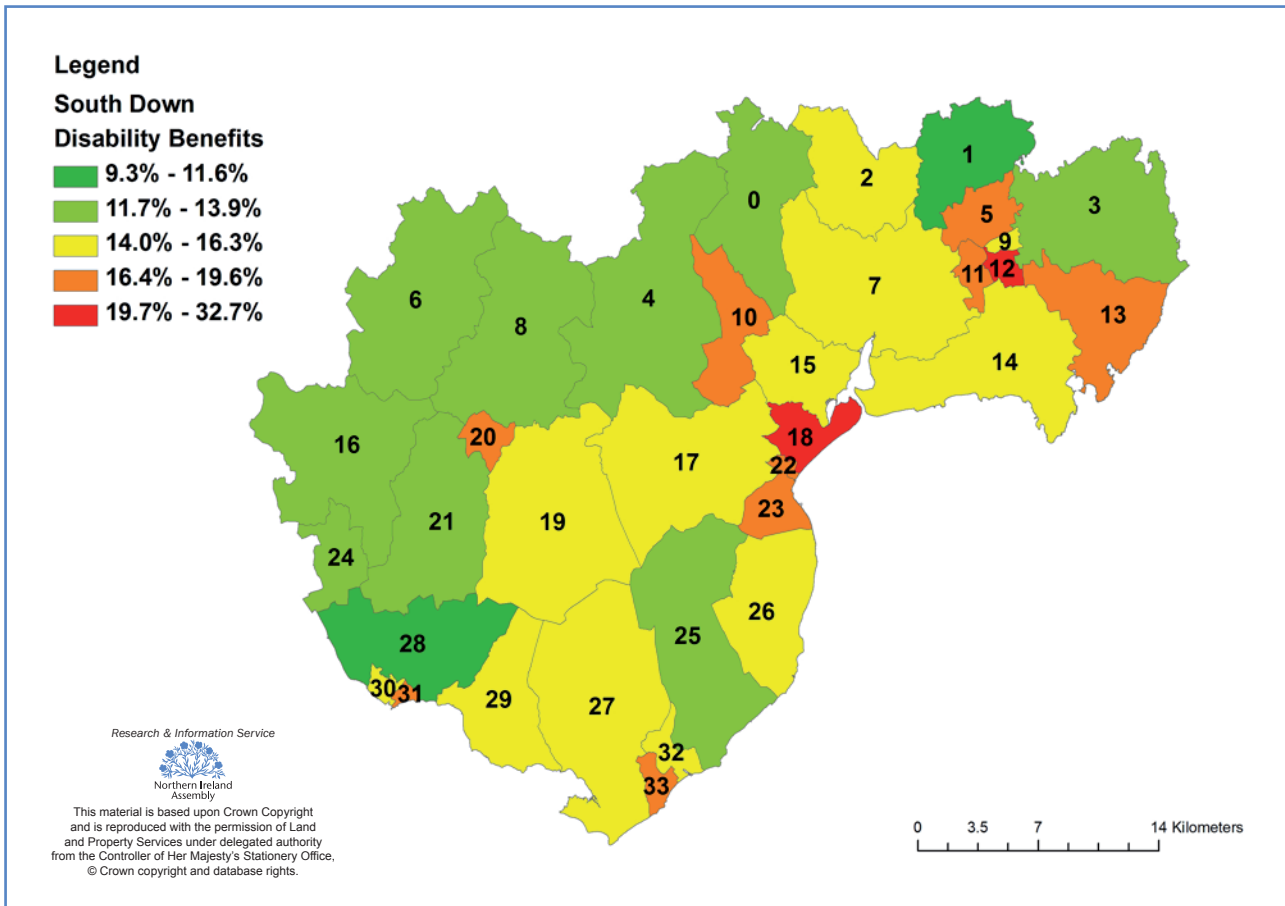 Legend
South Down
Disability Benefits
9.3% - 11.6%
11.7% - 13.9%
14.0% - 16.3%
16.4% - 19.6%
19.7% - 32.7%
0
1
2
3
4
5
6
7
8
9
10
11
12
13
14
15
16
17
18
19
20
21
22
23
24
25
26
27
28
29
30
31
32
33
Research & Information Service
Northern Ireland
Assembly
This material is based upon Crown Copyright
and is reproduced with the permission of Land
and Property Services under delegated authority
from the Controller of Her Majesty's Stationery Office,
© Crown copyright and database rights.
0 3.5 7 14 Kilometers